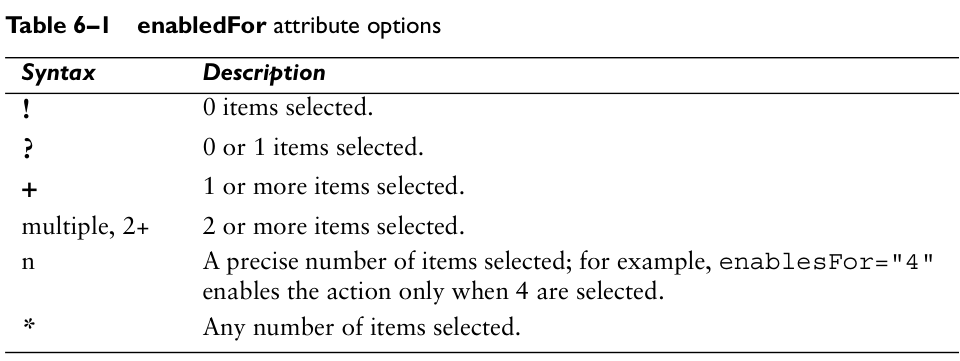 Table 6–1 enabledFor attribute options
Syntax Description
! 0 items selected.
? 0 or 1 items selected.
+ 1 or more items selected.
multiple, 2+ 2 or more items selected.
n A precise number of items selected; for example, enablesFor="4"
enables the action only when 4 are selected.
* Any number of items selected.